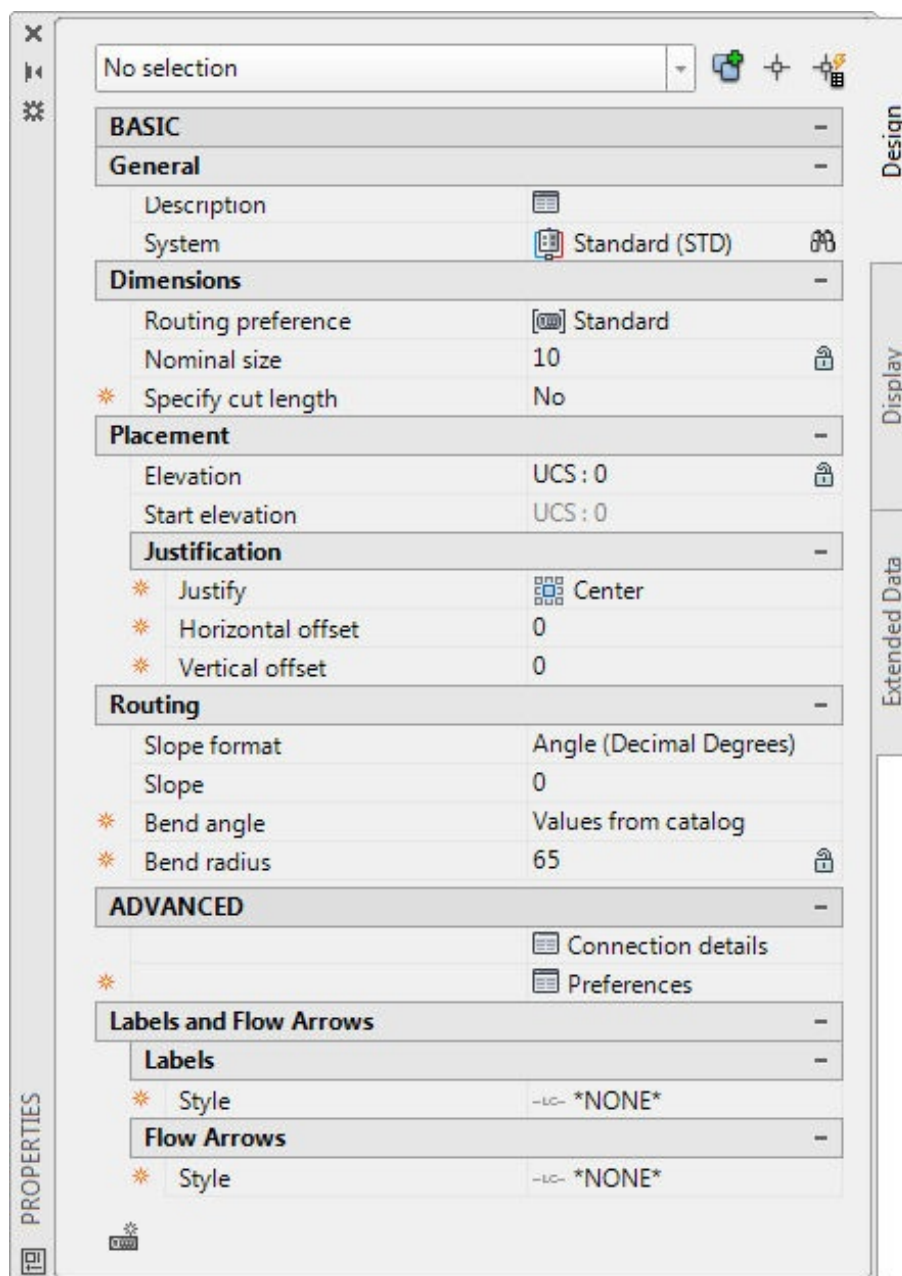 No selection
BASIC
General
Description
System Standard (STD)
Dimensions
Routing preference Standard
Nominal size 10
Specify cut length No
Placement
Elevation UCS : 0
Start elevation UCS : 0
Justification
Justify Center
Horizontal offset 0
Vertical offset 0
Routing
Slope format Angle (Decimal Degrees)
Slope 0
Bend angle Values from catalog
Bend radius 65
ADVANCED
Connection details
Preferences
Labels and Flow Arrows
Labels
Style -LC- *NONE*
Flow Arrows
Style -LC- *NONE*
PROPERTIES
Design
Display
Extended Data